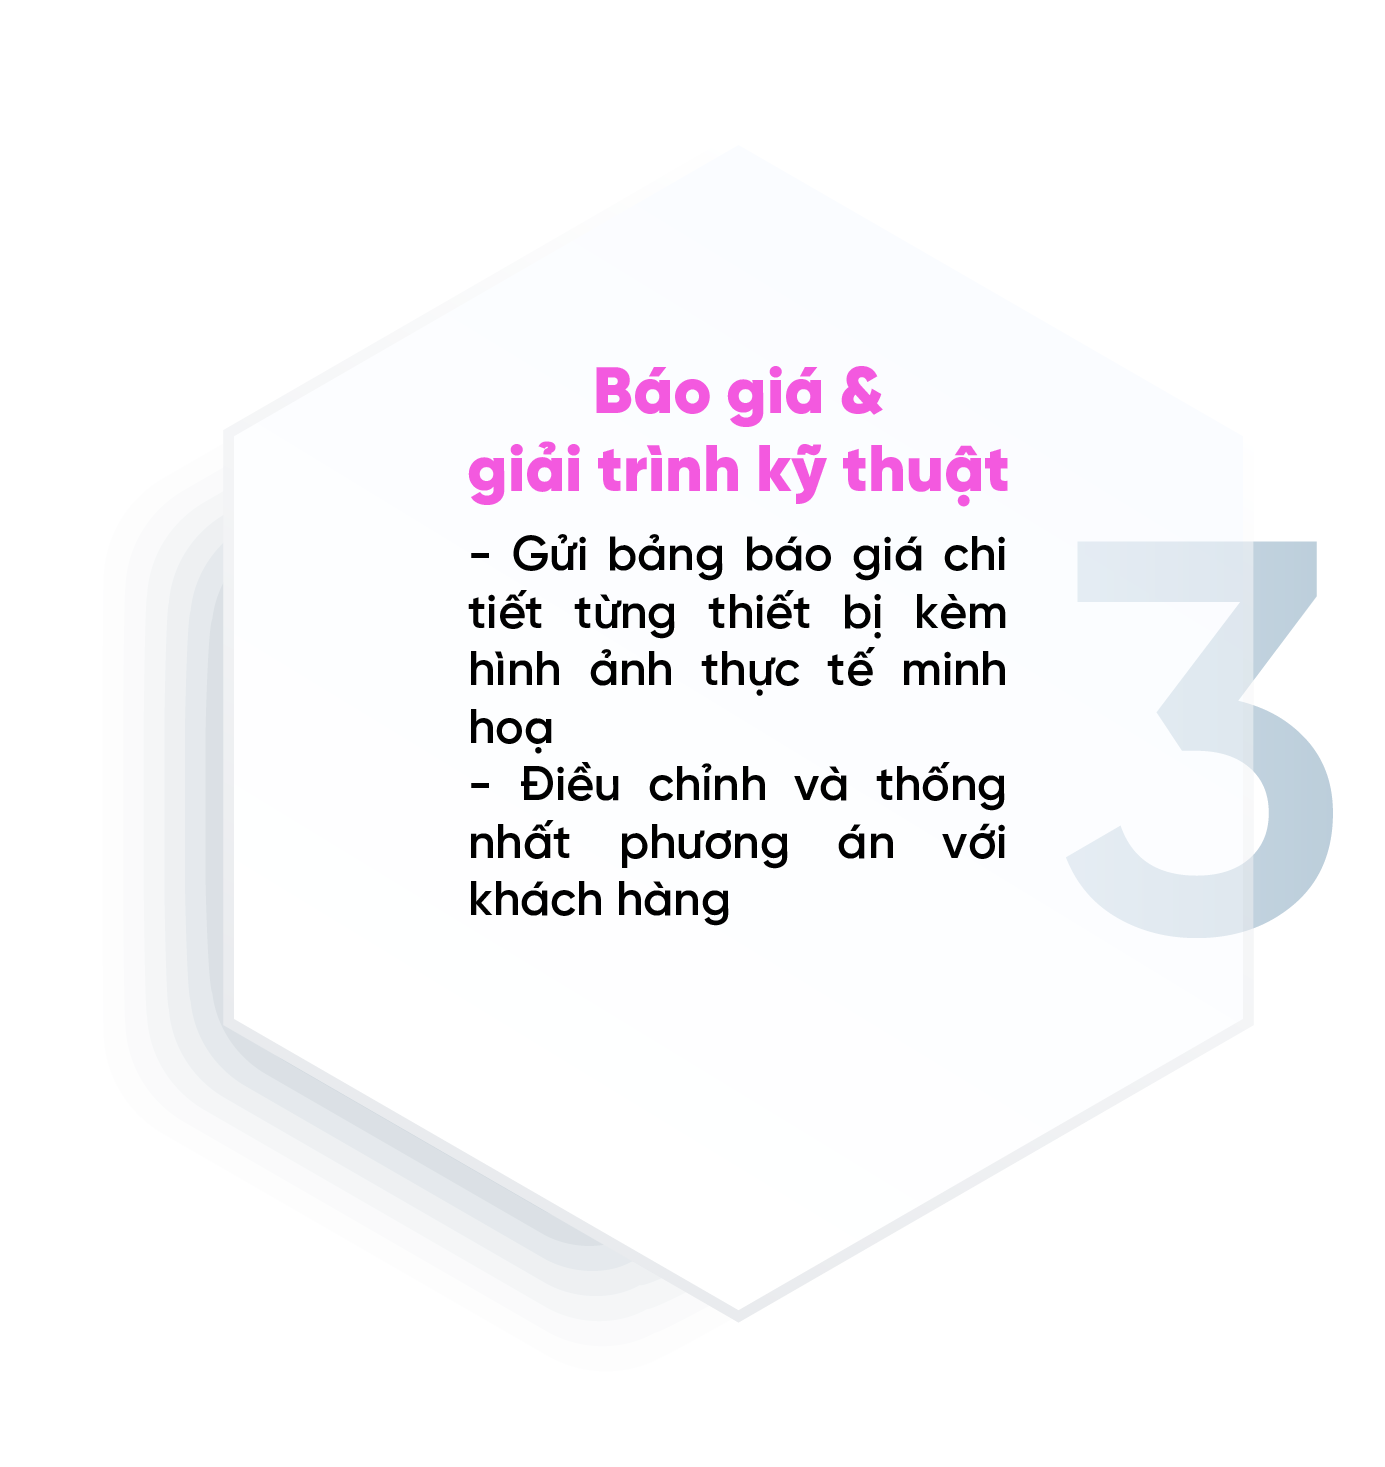 Báo giá &
giải trình kỹ thuật
- Gửi bảng báo giá chi
tiết từng thiết bị kèm
hình ảnh thực tế minh
hoạ
- Điều chỉnh và thống
nhất phương án với
khách hàng
3